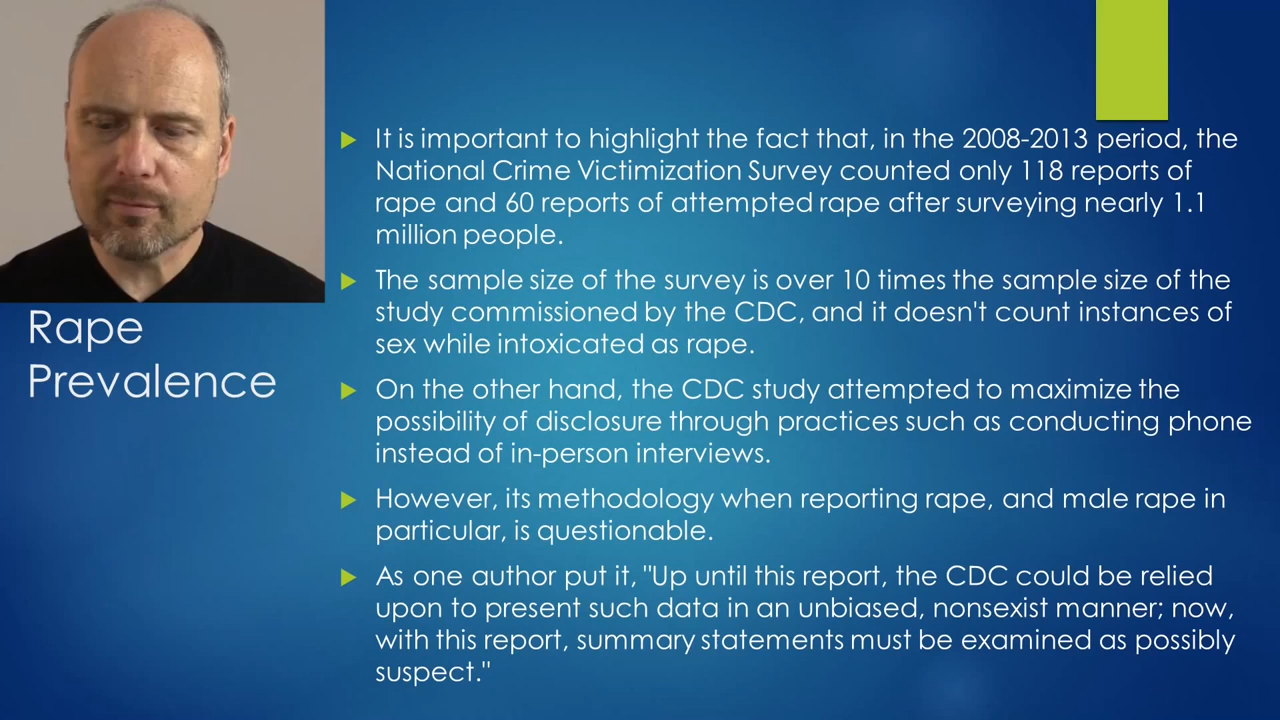 Rape
Prevalence
It is important to highlight the fact that, in the 2008-2013 period, the
National Crime Victimization Survey counted only 118 reports of
rape and 60 reports of attempted rape after surveying nearly 1.1
million people.
The sample size of the survey is over 10 times the sample size of the
study commissioned by the CDC, and it doesn't count instances of
sex while intoxicated as rape.
On the other hand, the CDC study attempted to maximize the
possibility of disclosure through practices such as conducting phone
instead of in-person interviews.
However, its methodology when reporting rape, and male rape in
particular, is questionable.
As one author put it, "Up until this report, the CDC could be relied
upon to present such data in an unbiased, nonsexist manner; now,
with this report, summary statements must be examined as possibly
suspect."